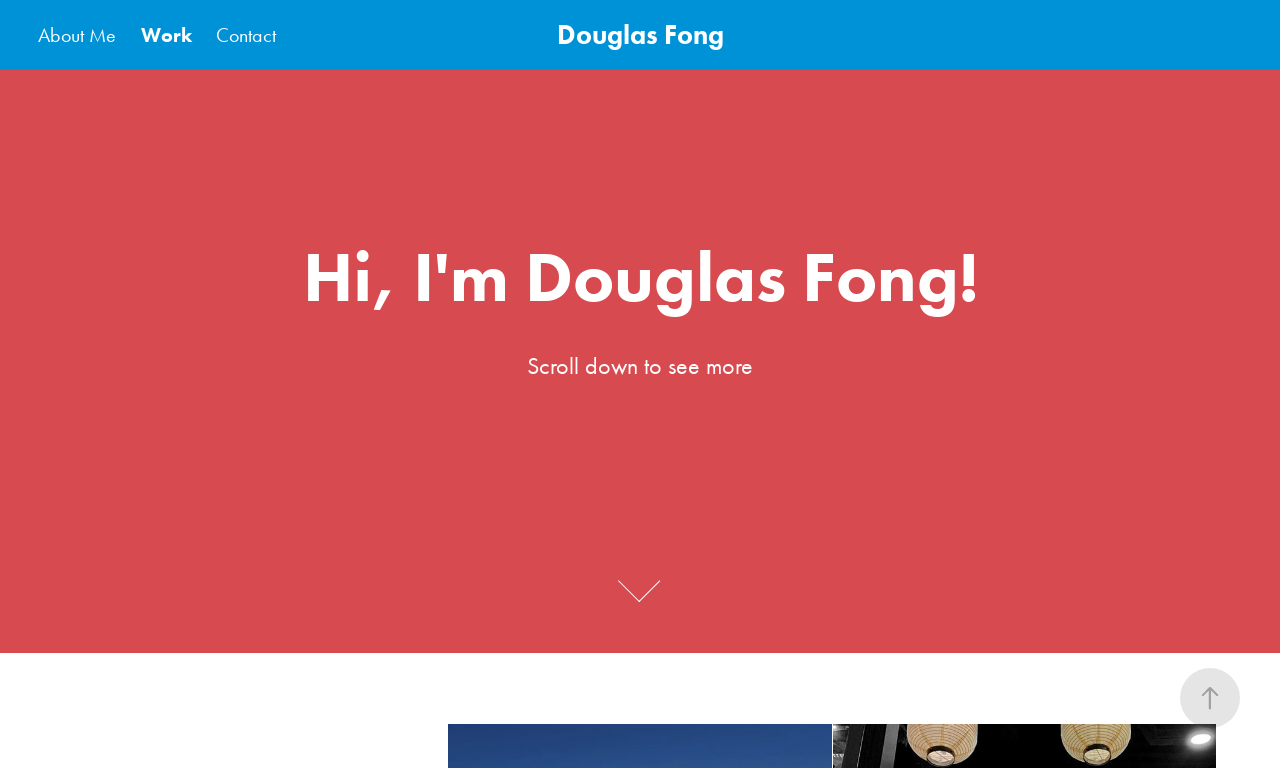 About Me
Work
Contact
Douglas Fong
Hi, I'm Douglas Fong!
Scroll down to see more